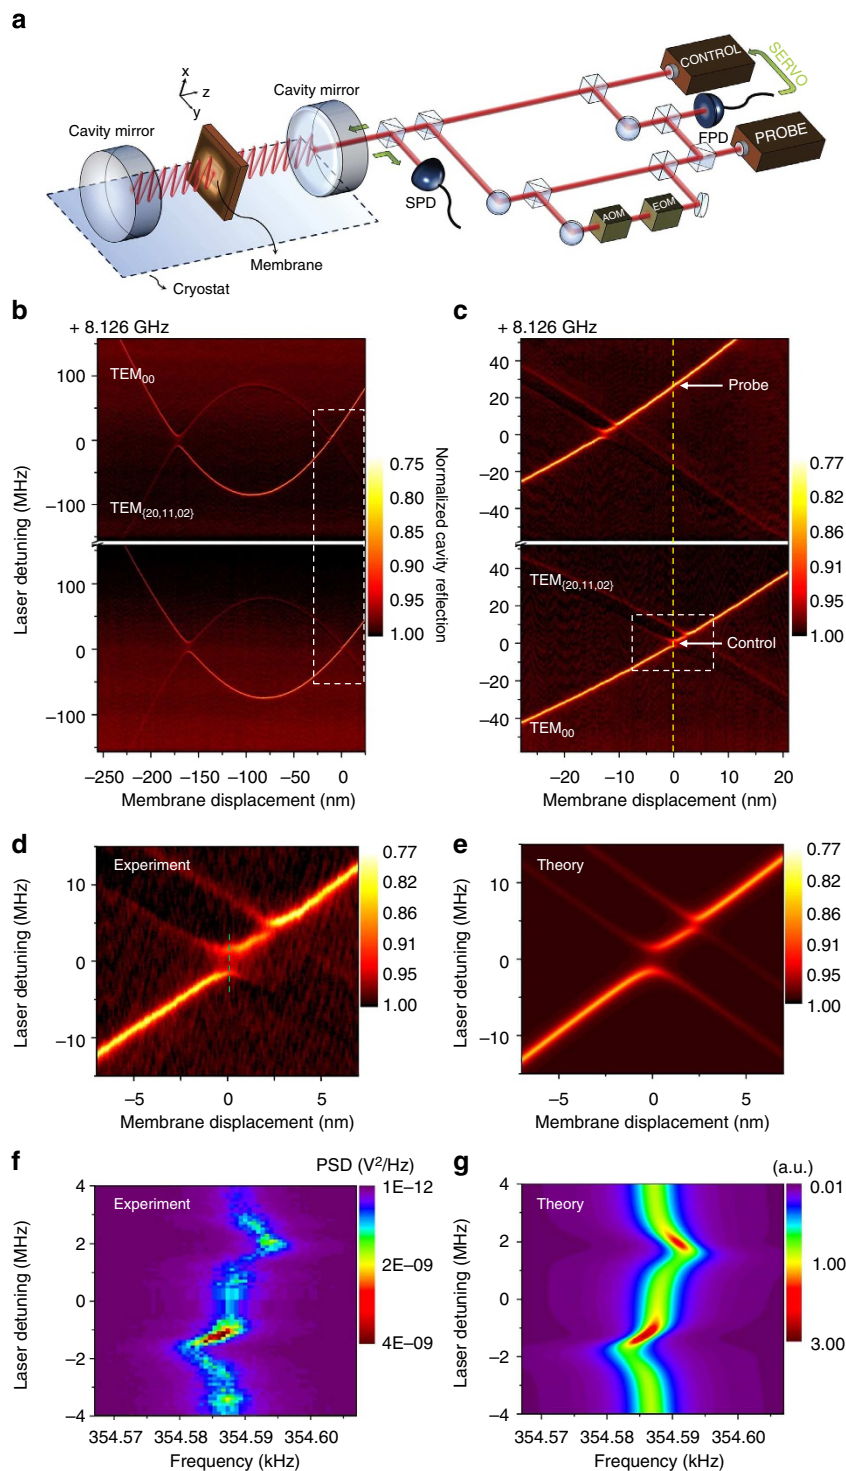 a
CONTROL
SERVO
x
z
y
Cavity mirror
Cavity mirror
FPD
PROBE
SPD
AOM
EOM
Membrane
Cryostat
b
+ 8.126 GHz
TEM00
100
0
−100
TEM{20,11,02}
100
0
−100
Laser detuning (MHz)
−250 −200 −150 −100 −50 0
Membrane displacement (nm)
0.75
0.80
0.85
0.90
0.95
1.00
Normalized cavity reflection
c
+ 8.126 GHz
40
20
0
−20
−40
Probe
40
20
0
−20
−40
TEM{20,11,02}
Control
TEM00
−20 −10 0 10 20
Membrane displacement (nm)
0.77
0.82
0.86
0.91
0.95
1.00
d
Experiment
10
0
−10
Laser detuning (MHz)
−5 0 5
Membrane displacement (nm)
0.77
0.82
0.86
0.91
0.95
1.00
e
Theory
10
0
−10
Laser detuning (MHz)
−5 0 5
Membrane displacement (nm)
0.77
0.82
0.86
0.91
0.95
1.00
f
PSD (V²/Hz)
Experiment
4
2
0
−2
−4
Laser detuning (MHz)
354.57 354.58 354.59 354.60
Frequency (kHz)
1E−12
2E−09
4E−09
g
(a.u.)
Theory
4
2
0
−2
−4
Laser detuning (MHz)
354.57 354.58 354.59 354.60
Frequency (kHz)
0.01
1.00
3.00